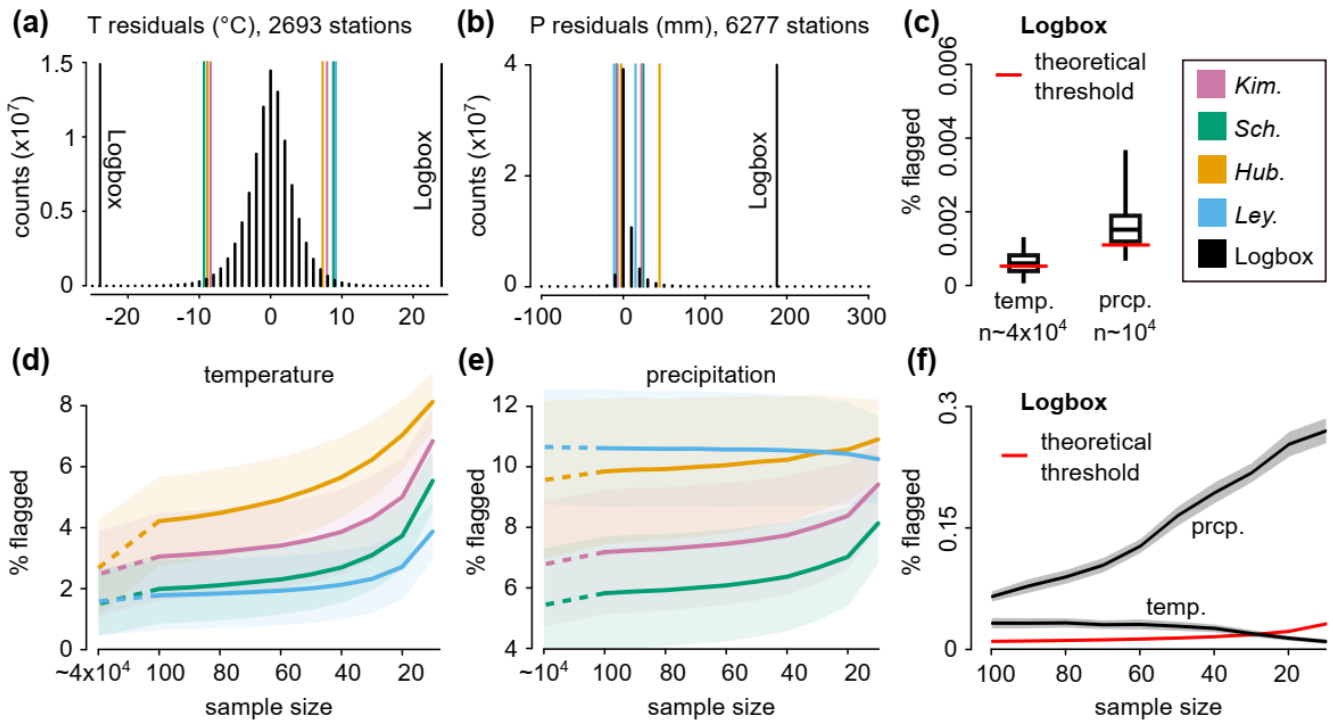 (a) T residuals (°C), 2693 stations
counts (x10⁷)
1.5
1
0.5
0
Logbox
Logbox
-20 -10 0 10 20
(b) P residuals (mm), 6277 stations
counts (x10⁷)
4
2
0
Logbox
-100 0 100 200 300
(c) Logbox
theoretical
threshold
% flagged
0.006
0.004
0.002
0.000
temp.
n~4x10⁴
prcp.
n~10⁴
Kim.
Sch.
Hub.
Ley.
Logbox
(d) temperature
% flagged
8
6
4
2
0
~4x10⁴ 100 80 60 40 20
sample size
(e) precipitation
% flagged
12
10
8
6
4
~10⁴ 100 80 60 40 20
sample size
(f) Logbox
theoretical
threshold
% flagged
0.3
0.15
0
prcp.
temp.
100 80 60 40 20
sample size